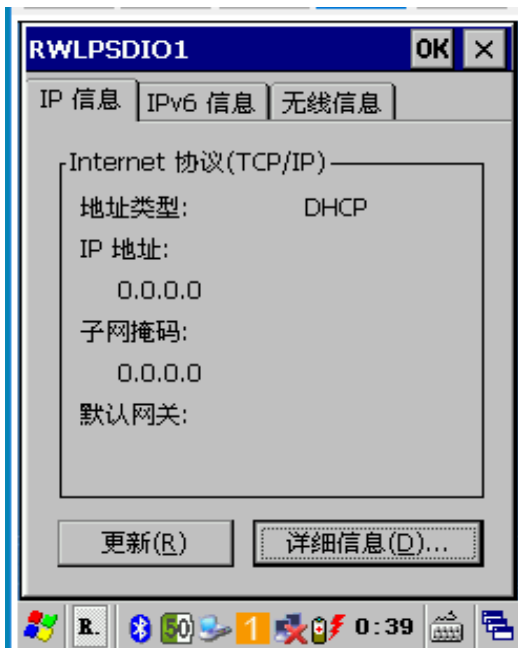 RWLPSDIO1 OK ×
IP 信息 IPv6 信息 无线信息
Internet 协议(TCP/IP)
地址类型: DHCP
IP 地址:
0.0.0.0
子网掩码:
0.0.0.0
默认网关:
更新(R) 详细信息(D)...
R. 50 1 0:39